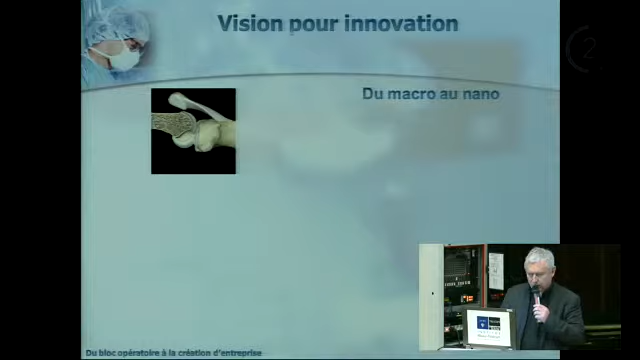 Vision pour innovation
Du macro au nano
Du bloc opératoire à la création d'entreprise